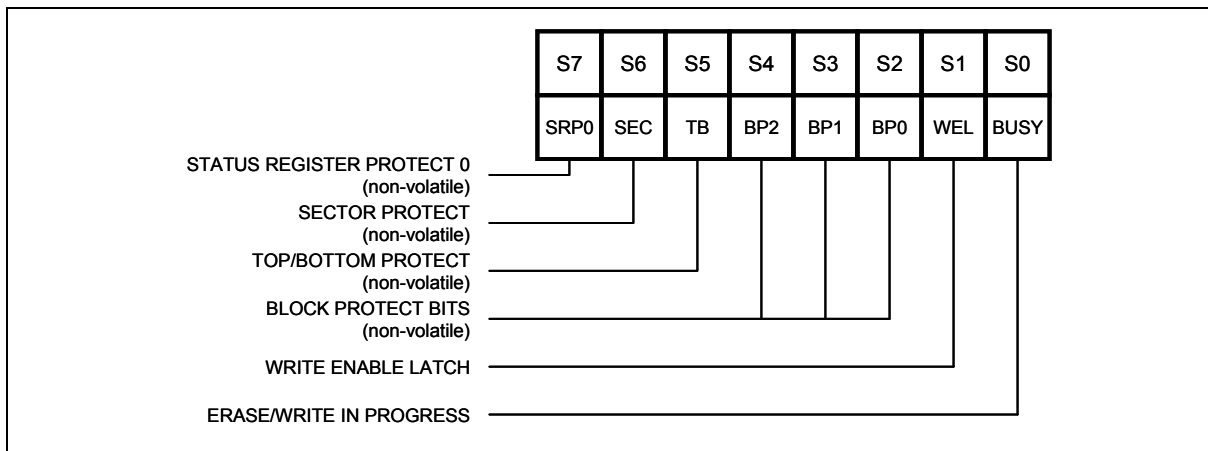 S7 S6 S5 S4 S3 S2 S1 S0
SRP0 SEC TB BP2 BP1 BP0 WEL BUSY
STATUS REGISTER PROTECT 0
(non-volatile)
SECTOR PROTECT
(non-volatile)
TOP/BOTTOM PROTECT
(non-volatile)
BLOCK PROTECT BITS
(non-volatile)
WRITE ENABLE LATCH
ERASE/WRITE IN PROGRESS